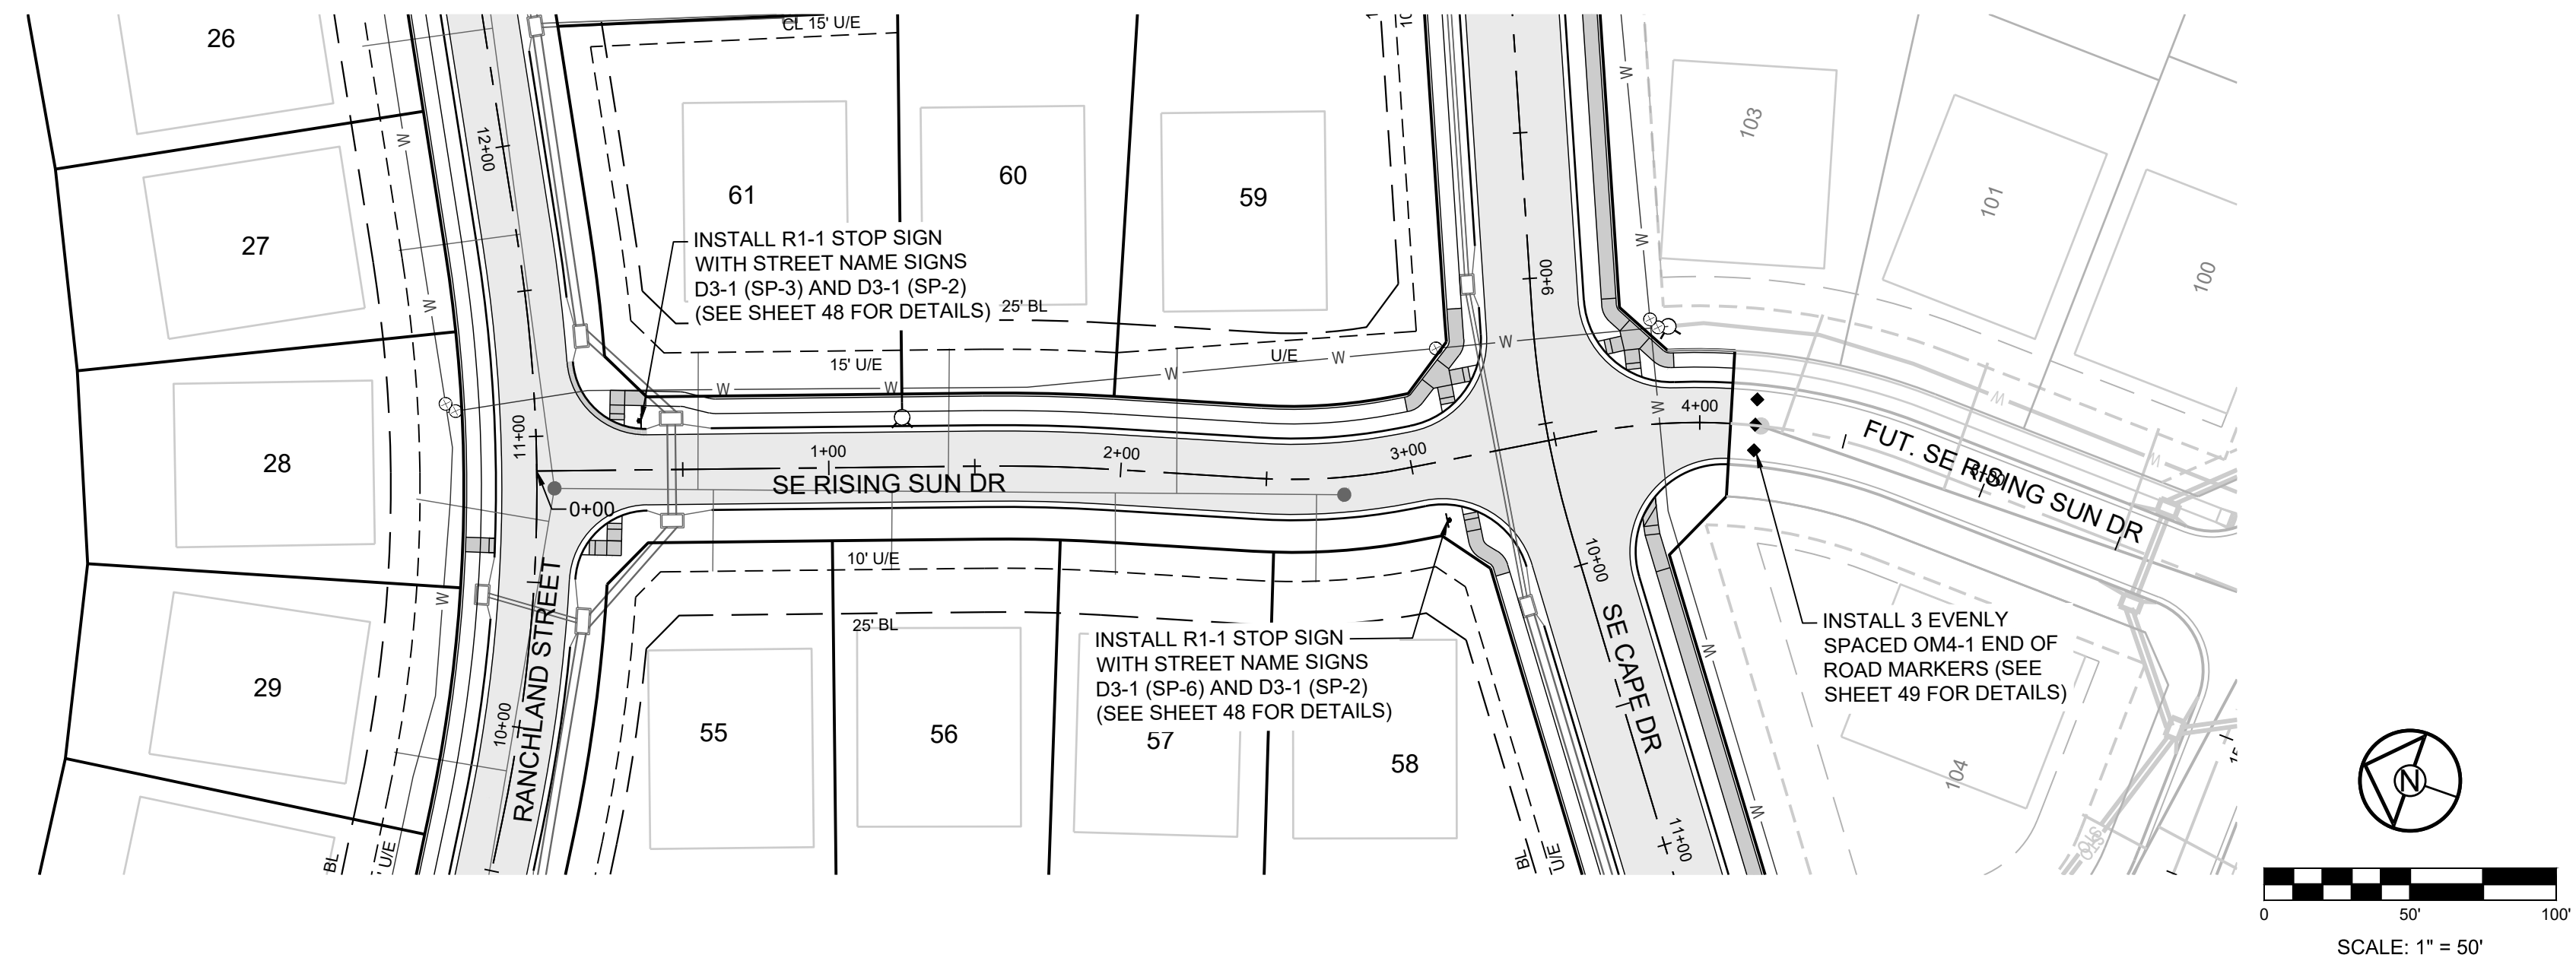 26
CL 15' U/E
10
12+00
W
W
27
61
60
59
103
101
100
INSTALL R1-1 STOP SIGN
WITH STREET NAME SIGNS
D3-1 (SP-3) AND D3-1 (SP-2)
(SEE SHEET 48 FOR DETAILS)
25' BL
9+00
W
W
W
15' U/E
U/E
W
W
W
W
W
W
W
28
11+00
1+00
2+00
3+00
4+00
SE RISING SUN DR
FUT. SE RISING SUN DR
0+00
W
W
29
10' U/E
25' BL
10+00
RANCHLAND STREET
10+00
SE CAPE DR
W
INSTALL R1-1 STOP SIGN
WITH STREET NAME SIGNS
D3-1 (SP-6) AND D3-1 (SP-2)
(SEE SHEET 48 FOR DETAILS)
INSTALL 3 EVENLY
SPACED OM4-1 END OF
ROAD MARKERS (SEE
SHEET 49 FOR DETAILS)
55
56
57
58
104
BL
U/E
BL
U/E
11+00
W
STO
STO
N
0
50'
100'
SCALE: 1" = 50'